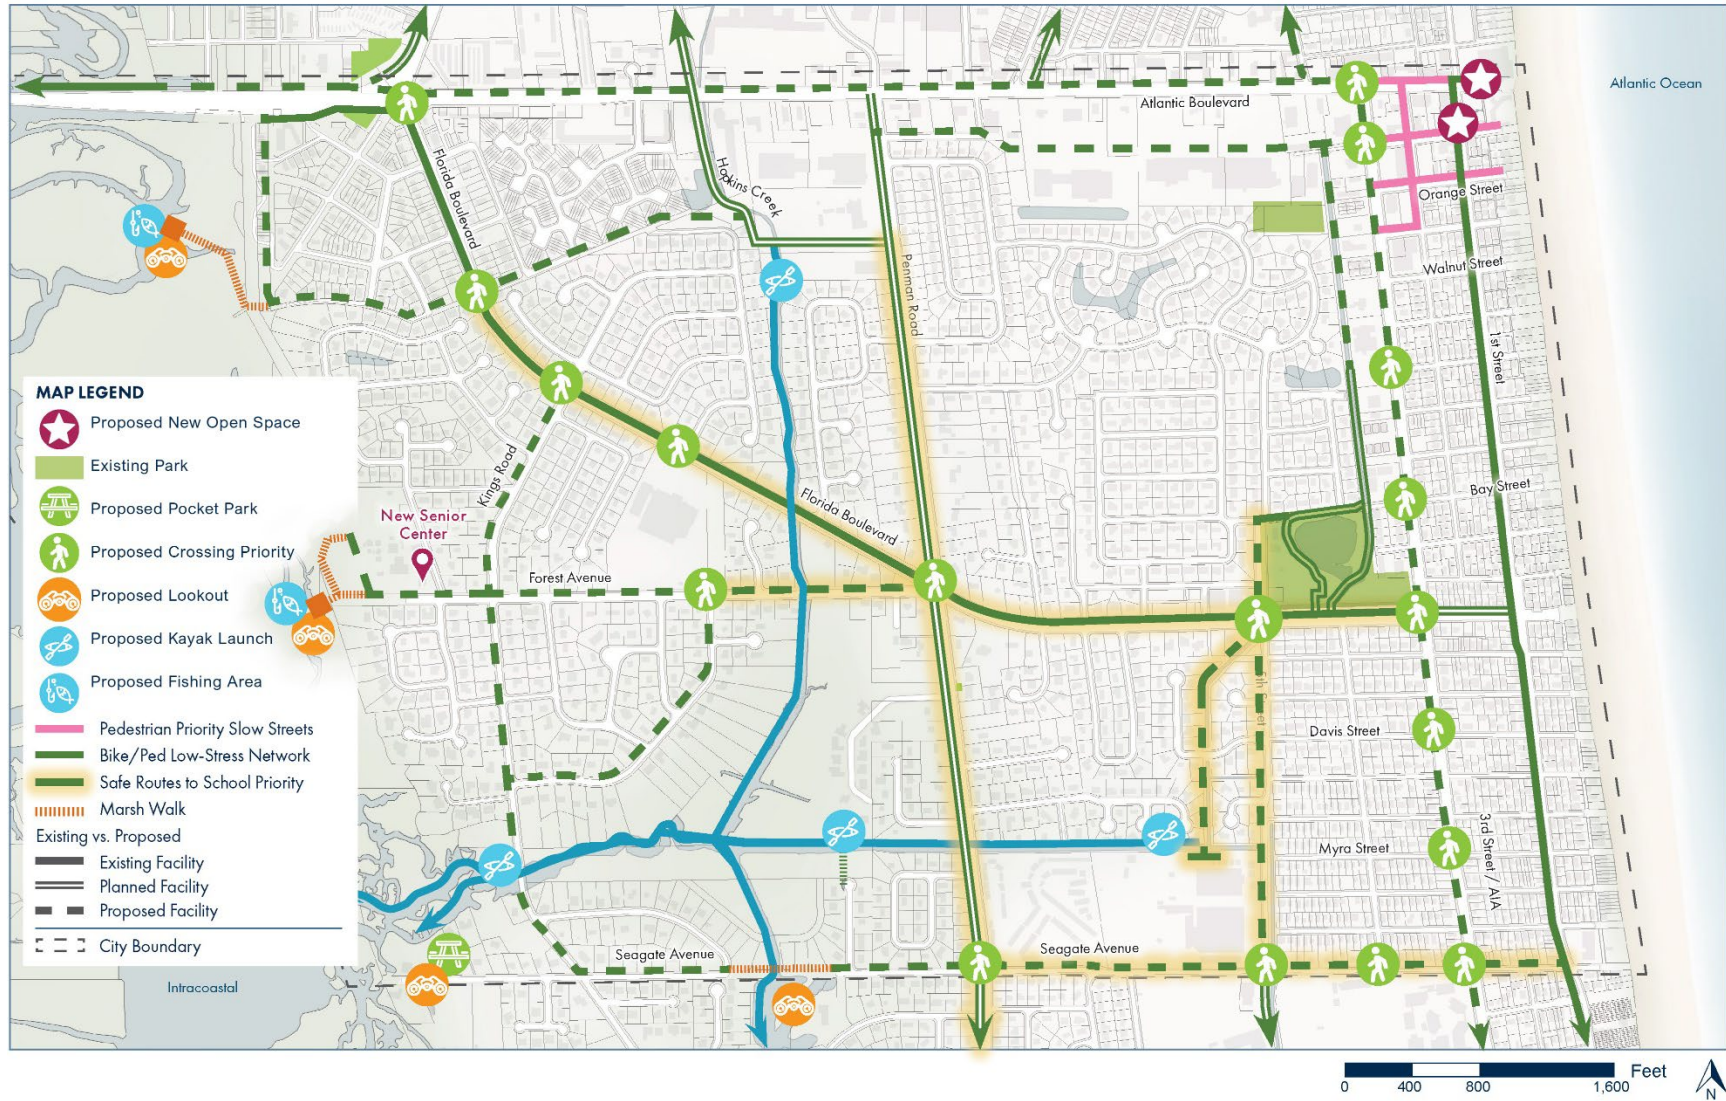 Atlantic Ocean
Atlantic Boulevard
Florida Boulevard
Hopkins Creek
Orange Street
Walnut Street
Penman Road
1st Street
MAP LEGEND
Proposed New Open Space
Existing Park
Proposed Pocket Park
Proposed Crossing Priority
Proposed Lookout
Proposed Kayak Launch
Proposed Fishing Area
Pedestrian Priority Slow Streets
Bike/Ped Low-Stress Network
Safe Routes to School Priority
Marsh Walk
Existing vs. Proposed
Existing Facility
Planned Facility
Proposed Facility
City Boundary
Kings Road
New Senior
Center
Florida Boulevard
Bay Street
Forest Avenue
5th Street
Davis Street
Myra Street
3rd Street / A1A
Seagate Avenue
Seagate Avenue
Intracoastal
Feet
0 400 800 1,600
N